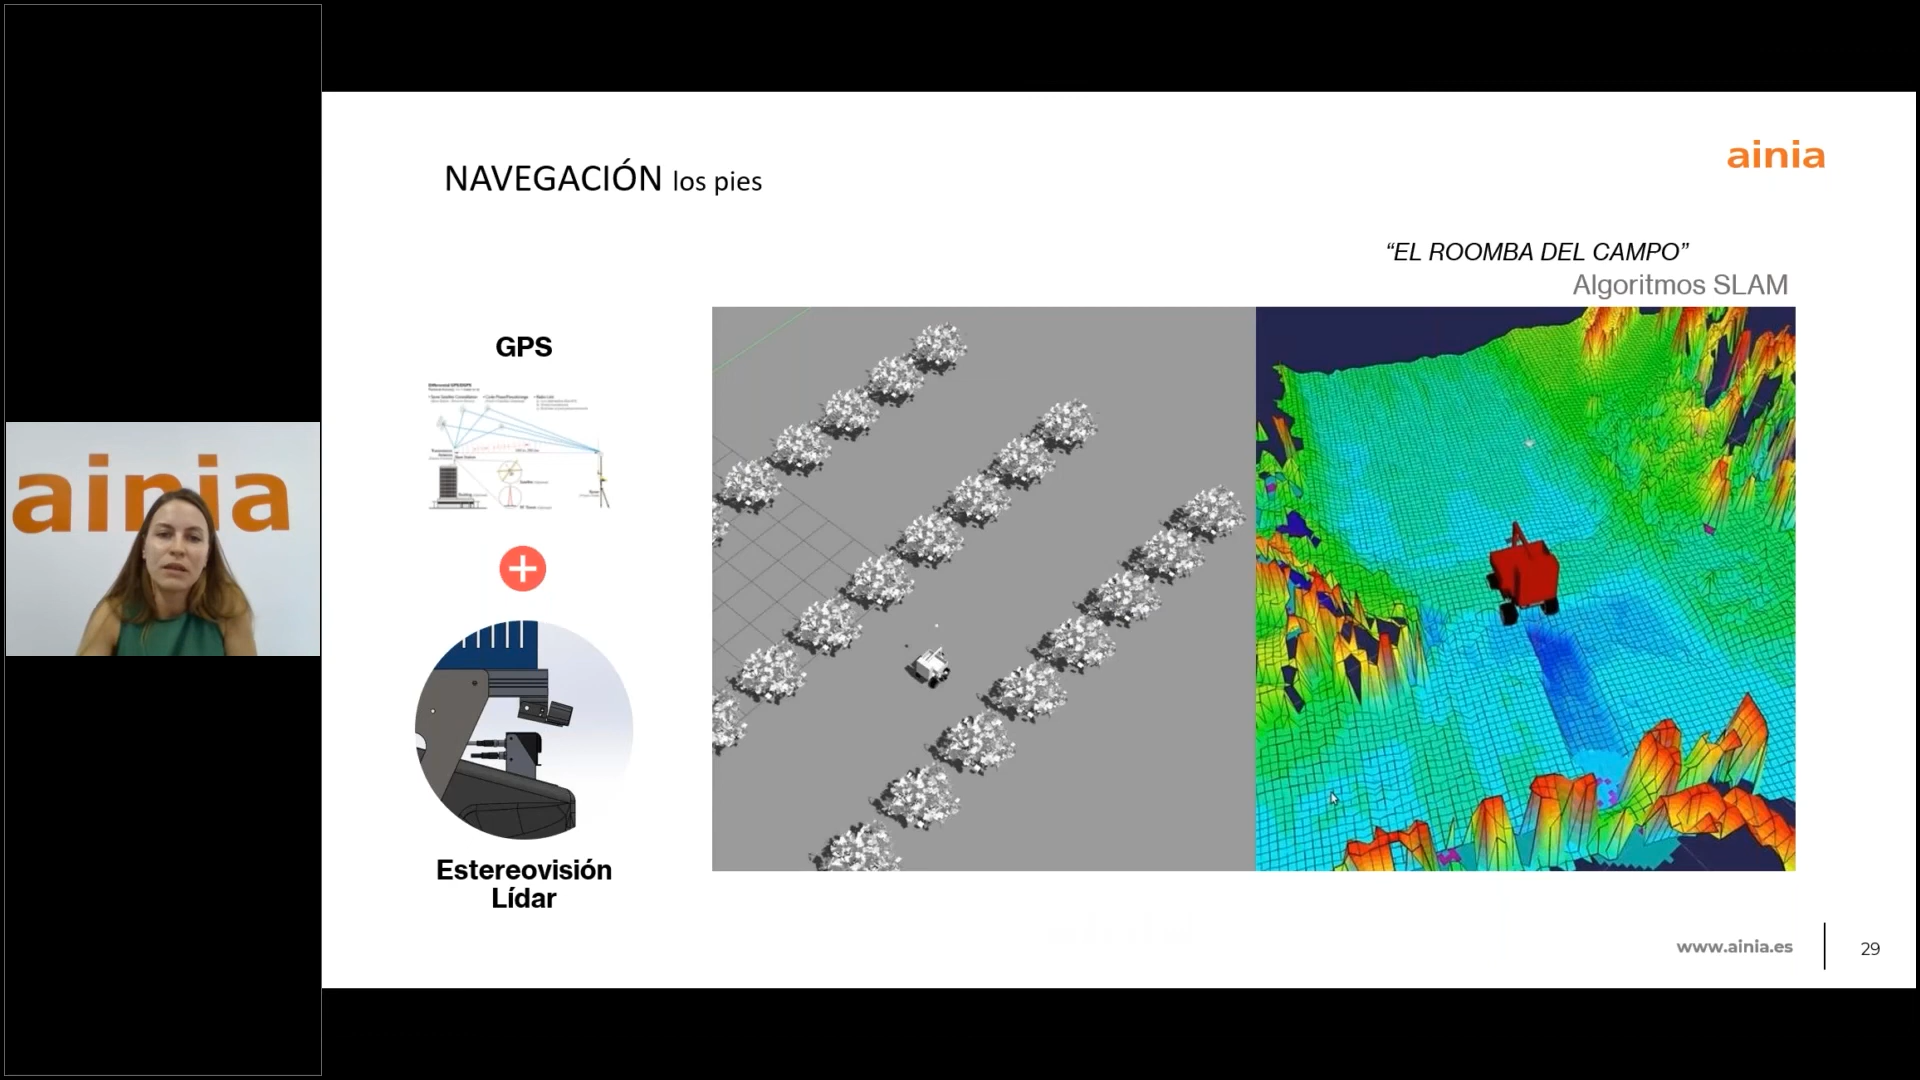 ainia
NAVEGACIÓN los pies
ainia
“EL ROOMBA DEL CAMPO”
Algoritmos SLAM
GPS
Estereovisión
Lídar
www.ainia.es
29